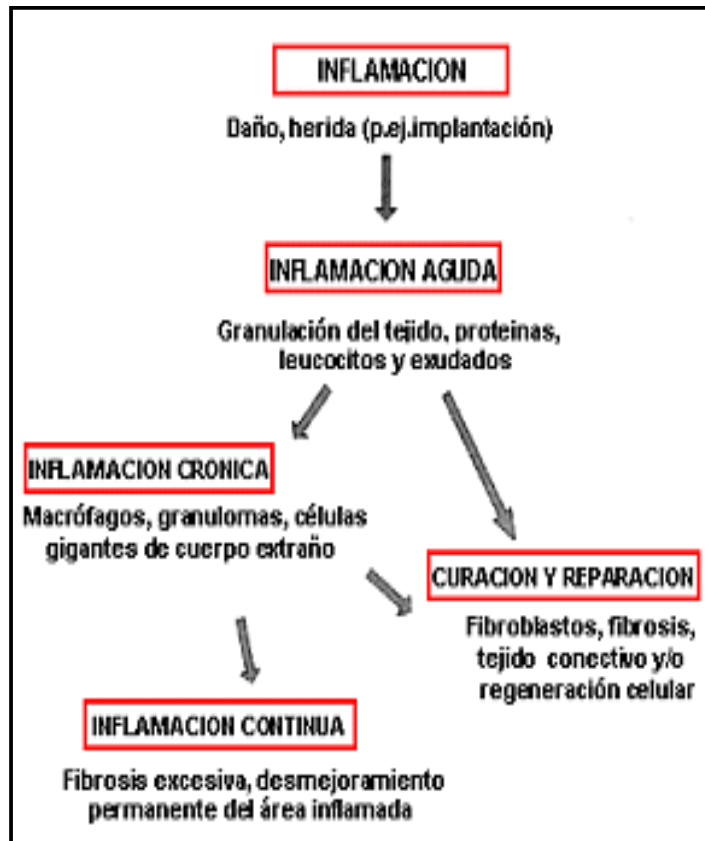 INFLAMACION
Daño, herida (p.ej.implantación)
INFLAMACION AGUDA
Granulación del tejido, proteinas,
leucocitos y exudados
INFLAMACION CRONICA
Macrófagos, granulomas, células
gigantes de cuerpo extraño
CURACION Y REPARACION
Fibroblastos, fibrosis,
tejido conectivo y/o
regeneración celular
INFLAMACION CONTINUA
Fibrosis excesiva, desmejoramiento
permanente del área inflamada